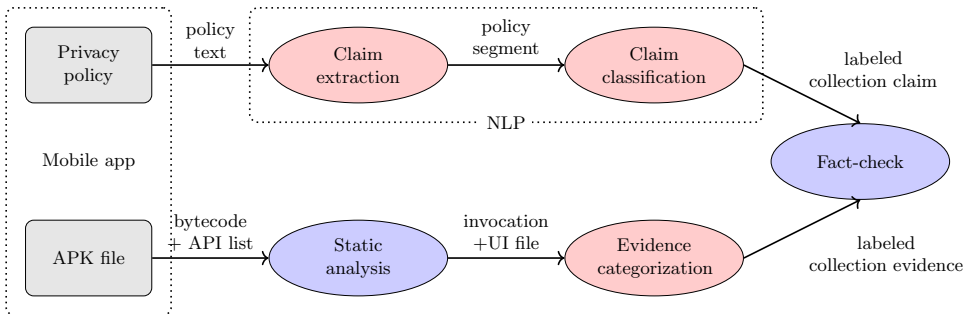 Privacy
policy
policy
text
Claim
extraction
policy
segment
Claim
classification
labeled
collection claim
NLP
Mobile app
Fact-check
APK file
bytecode
+ API list
Static
analysis
invocation
+UI file
Evidence
categorization
labeled
collection evidence